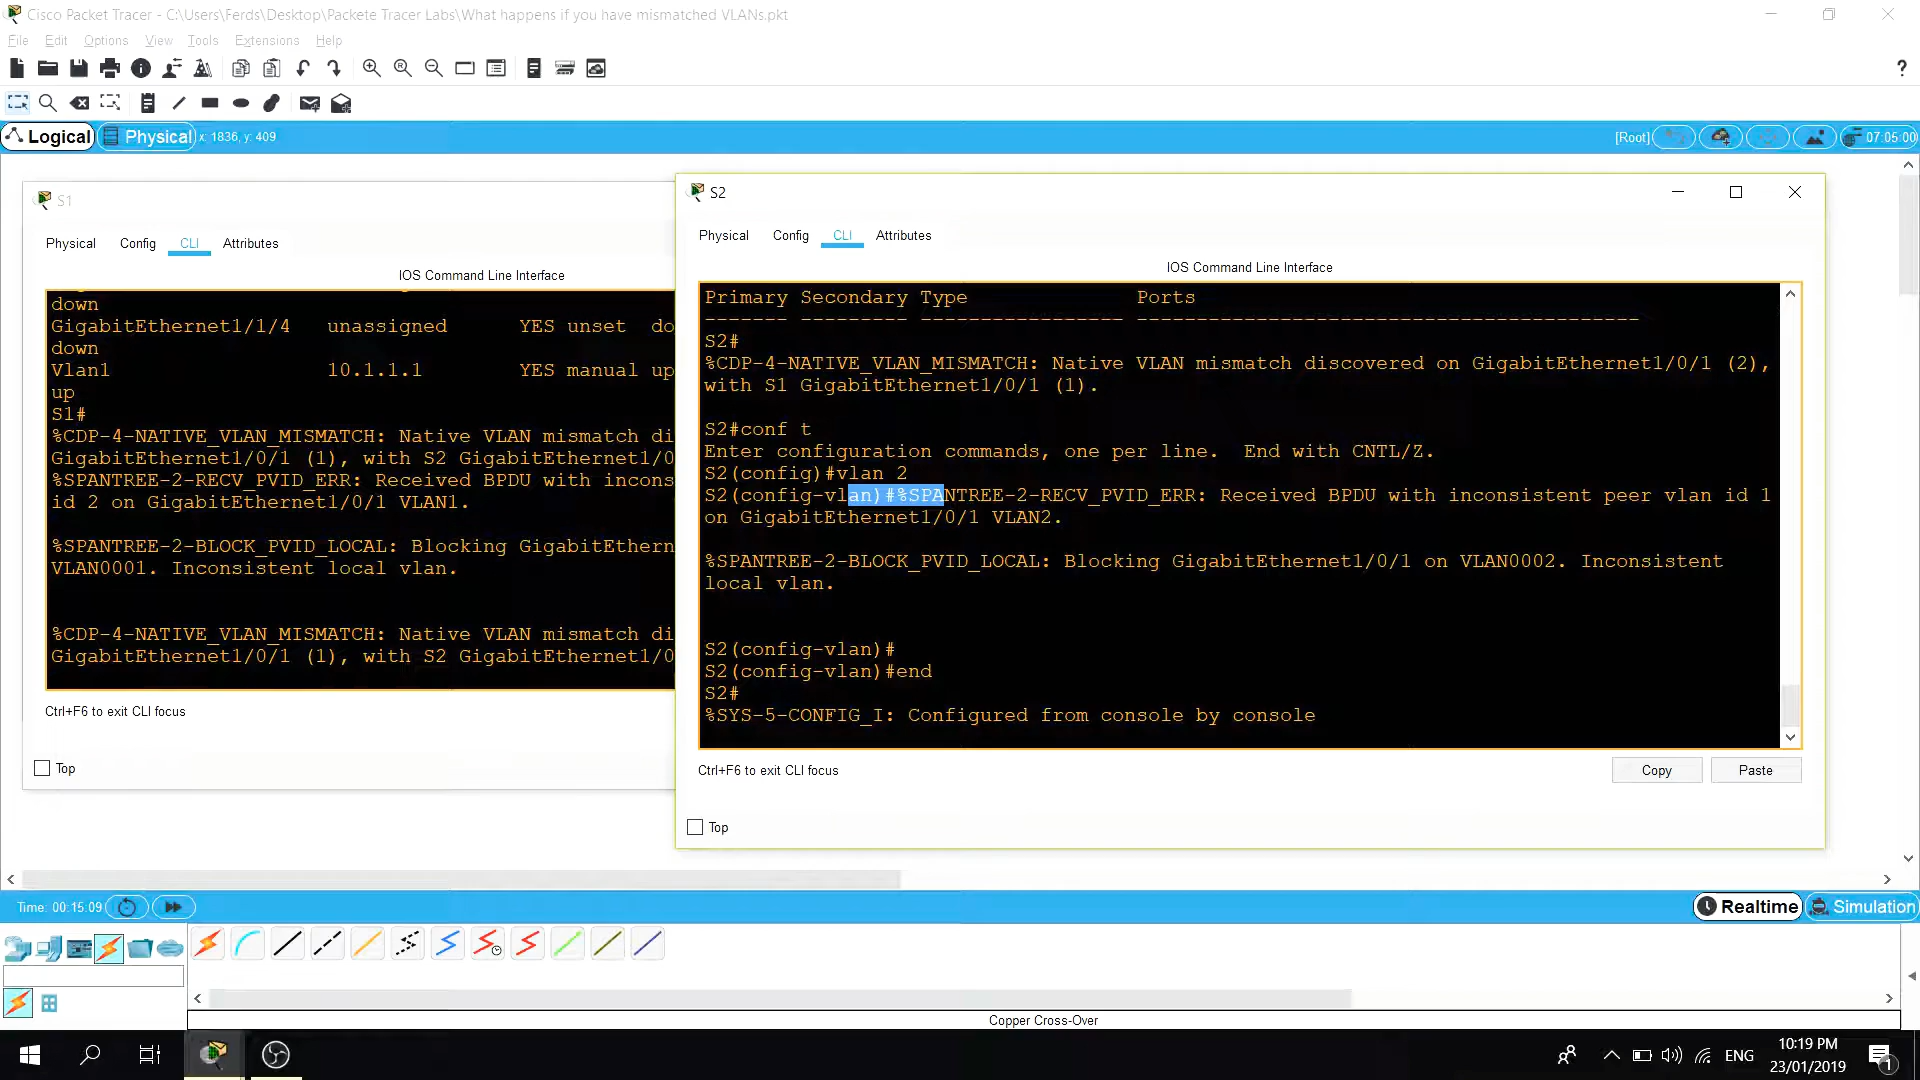 Cisco Packet Tracer - C:\Users\Ferds\Desktop\Packete Tracer Labs\What happens if you have mismatched VLANs.pkt
File Edit Options View Tools Extensions Help
?
Logical Physical x: 1836, y: 409 [Root] 07:05:00
S1
Physical Config CLI Attributes
IOS Command Line Interface
down
GigabitEthernet1/1/4 unassigned YES unset do
down
Vlan1 10.1.1.1 YES manual up
up
S1#
%CDP-4-NATIVE_VLAN_MISMATCH: Native VLAN mismatch di
GigabitEthernet1/0/1 (1), with S2 GigabitEthernet1/0
%SPANTREE-2-RECV_PVID_ERR: Received BPDU with incons
id 2 on GigabitEthernet1/0/1 VLAN1.
%SPANTREE-2-BLOCK_PVID_LOCAL: Blocking GigabitEthern
VLAN0001. Inconsistent local vlan.
%CDP-4-NATIVE_VLAN_MISMATCH: Native VLAN mismatch di
GigabitEthernet1/0/1 (1), with S2 GigabitEthernet1/0
Ctrl+F6 to exit CLI focus
Top
S2
Physical Config CLI Attributes
IOS Command Line Interface
Primary Secondary Type Ports
------- --------- ----------------- ------------------------------------------
S2#
%CDP-4-NATIVE_VLAN_MISMATCH: Native VLAN mismatch discovered on GigabitEthernet1/0/1 (2),
with S1 GigabitEthernet1/0/1 (1).
S2#conf t
Enter configuration commands, one per line. End with CNTL/Z.
S2(config)#vlan 2
S2(config-vlan)#%SPANTREE-2-RECV_PVID_ERR: Received BPDU with inconsistent peer vlan id 1
on GigabitEthernet1/0/1 VLAN2.
%SPANTREE-2-BLOCK_PVID_LOCAL: Blocking GigabitEthernet1/0/1 on VLAN0002. Inconsistent
local vlan.
S2(config-vlan)#
S2(config-vlan)#end
S2#
%SYS-5-CONFIG_I: Configured from console by console
Ctrl+F6 to exit CLI focus
Copy Paste
Top
Time: 00:15:09 Realtime Simulation
Copper Cross-Over
ENG
10:19 PM
23/01/2019
1